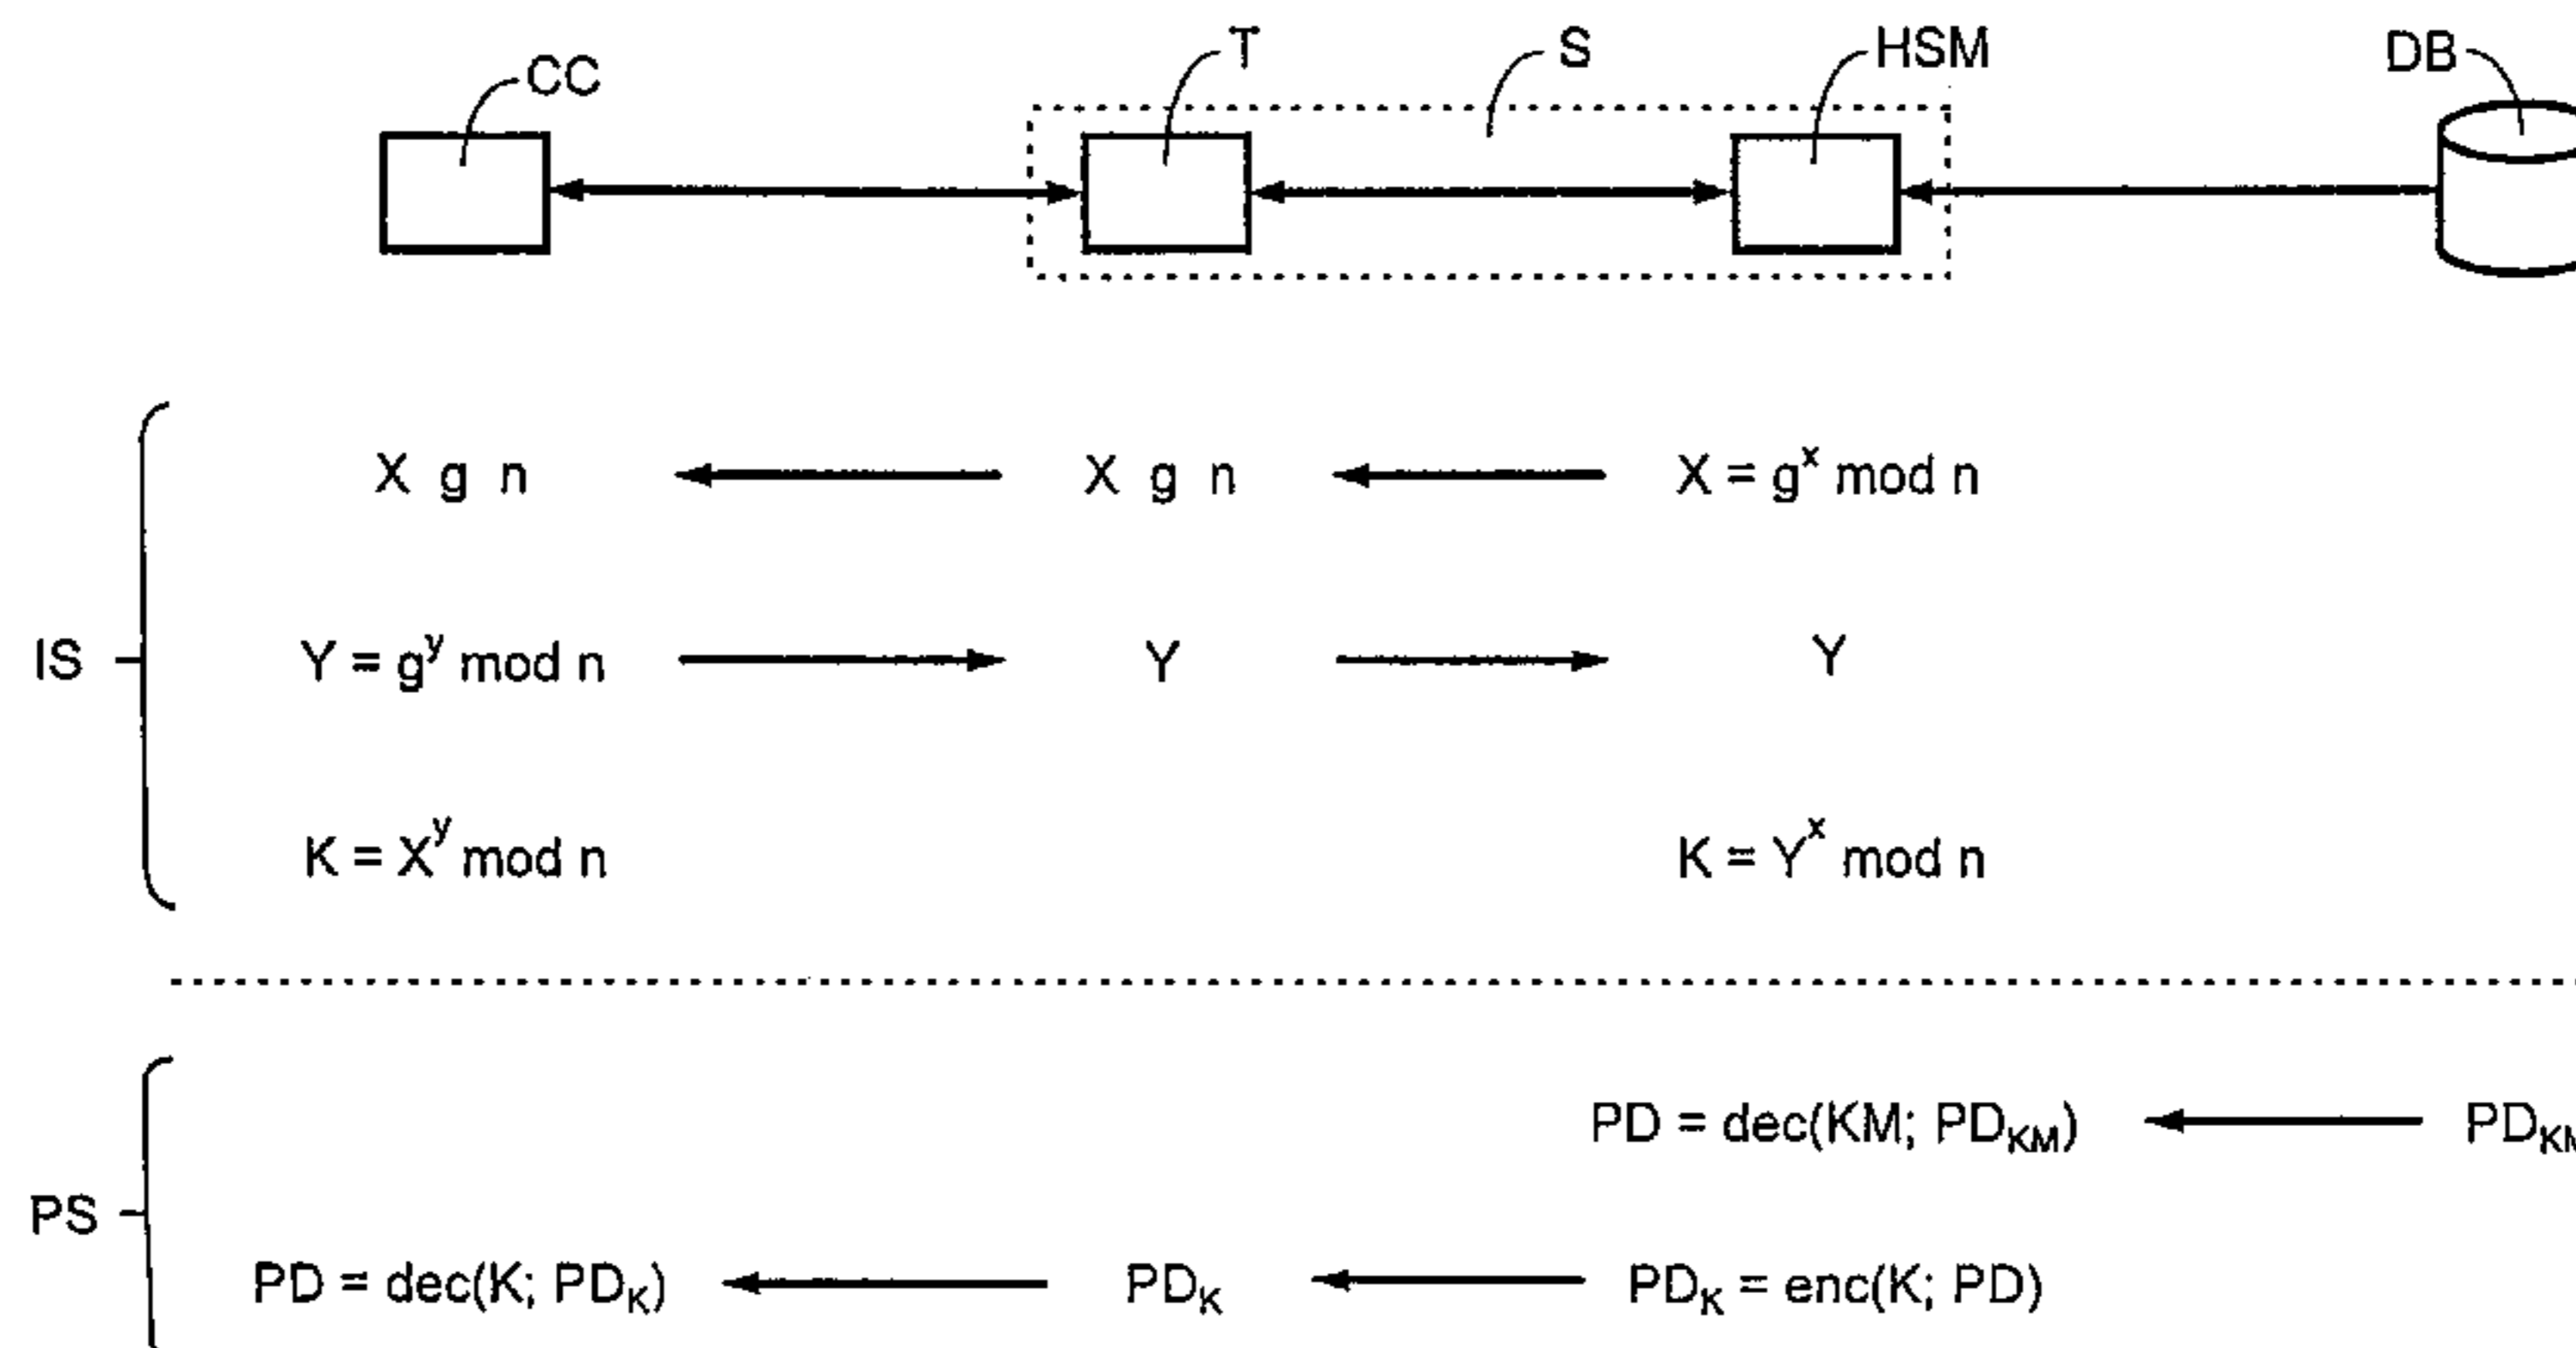 CC T S HSM DB
X g n X g n X = g^x mod n
IS Y = g^y mod n Y Y
K = X^y mod n K = Y^x mod n
PD = dec(KM; PD_KM)
PS
PD = dec(K; PD_K) PD_K PD_K = enc(K; PD)